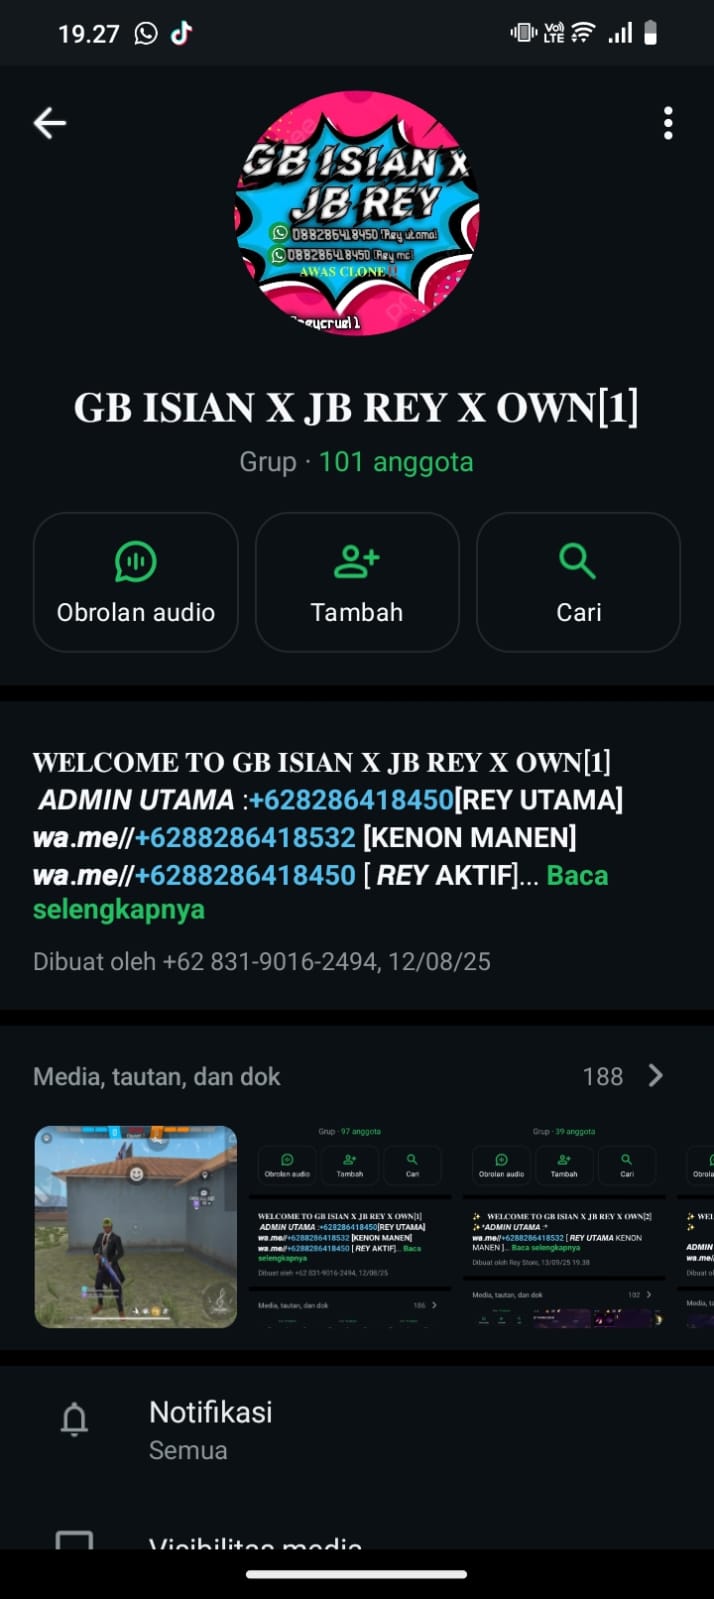 19.27
Vo)
LTE
GB ISIAN X
JB REY
088286418450 [Rey utama]
088286418450 [Rey mc]
AWAS CLONE‼
GB ISIAN X JB REY X OWN[1]
Grup · 101 anggota
Obrolan audio
Tambah
Cari
WELCOME TO GB ISIAN X JB REY X OWN[1]
ADMIN UTAMA :+628286418450[REY UTAMA]
wa.me//+6288286418532 [KENON MANEN]
wa.me//+6288286418450 [ REY AKTIF]... Baca
selengkapnya
Dibuat oleh +62 831-9016-2494, 12/08/25
Media, tautan, dan dok
188
Grup · 97 anggota
Obrolan audio
Tambah
Cari
WELCOME TO GB ISIAN X JB REY X OWN[1]
ADMIN UTAMA :+628286418450[REY UTAMA]
wa.me//+6288286418532 [KENON MANEN]
wa.me//+6288286418450 [ REY AKTIF]... Baca
selengkapnya
Dibuat oleh +62 831-9016-2494, 12/08/25
Media, tautan, dan dok
186
Grup · 39 anggota
Obrolan audio
Tambah
Cari
✨ WELCOME TO GB ISIAN X JB REY X OWN[2]
✨*ADMIN UTAMA :*
wa.me//+6288286418532 [ REY UTAMA KENON
MANEN ]... Baca selengkapnya
Dibuat oleh Rey Store, 13/09/25 19.38
Media, tautan, dan dok
102
Notifikasi
Semua
Visibilitas media